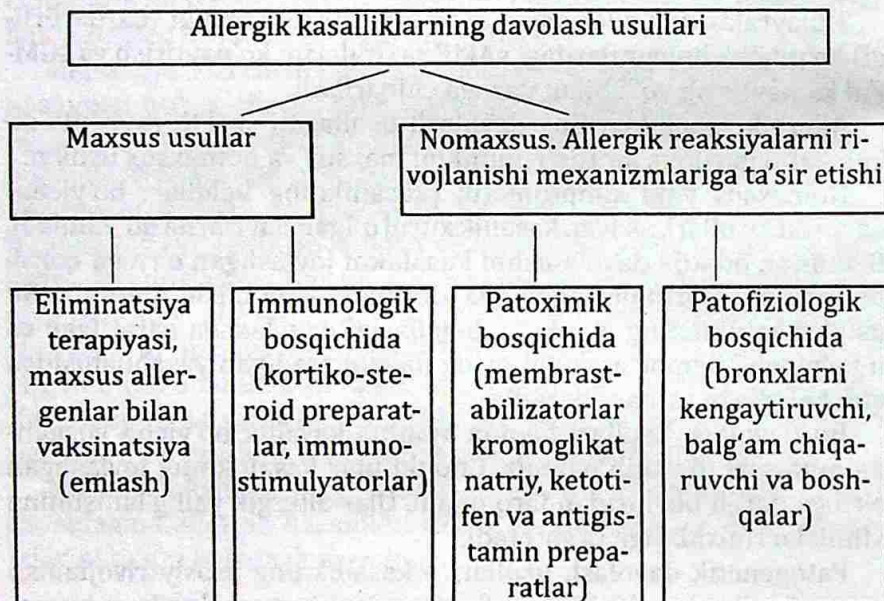 Allergik kasalliklarning davolash usullari
Maxsus usullar
Nomaxsus. Allergik reaksiyalarni ri-
vojlanishi mexanizmlariga ta'sir etishi
Eliminatsiya
terapiyasi,
maxsus aller-
genlar bilan
vaksinatsiya
(emlash)
Immunologik
bosqichida
(kortiko-ste-
roid preparat-
lar, immuno-
stimulyatorlar)
Patoxmik
bosqichida
(membrast-
abilizatorlar
kromoglikat
natriy, ketoti-
fen va antigis-
tamin prepa-
ratlar)
Patofiziologik
bosqichida
(bronxlarni
kengaytiruvchi,
balg'am chiqa-
ruvchi va bosh-
qalar)